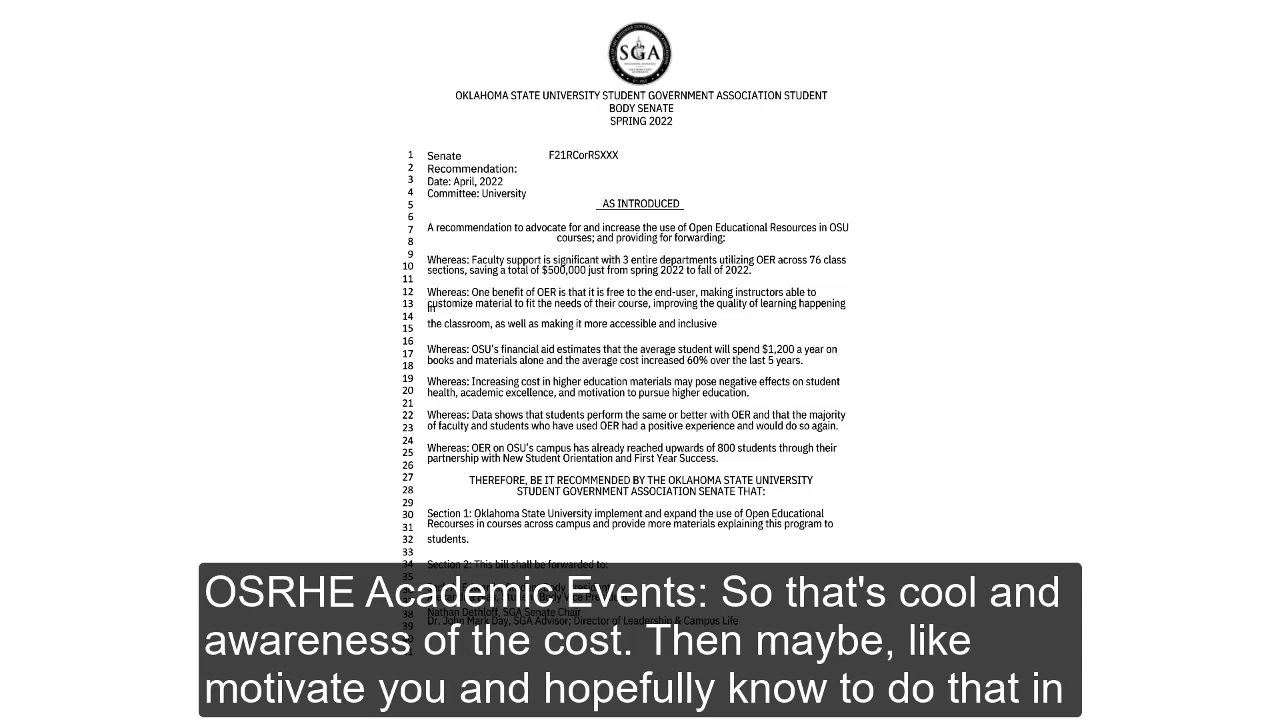 SGA
OKLAHOMA STATE UNIVERSITY STUDENT GOVERNMENT ASSOCIATION STUDENT
BODY SENATE
SPRING 2022
1 Senate F21RCorRSXXX
2 Recommendation:
3 Date: April, 2022
4 Committee: University
5 AS INTRODUCED
6
7 A recommendation to advocate for and increase the use of Open Educational Resources in OSU
8 courses; and providing for forwarding:
9 Whereas: Faculty support is significant with 3 entire departments utilizing OER across 76 class
10 sections, saving a total of $500,000 just from spring 2022 to fall of 2022.
11
12 Whereas: One benefit of OER is that it is free to the end-user, making instructors able to
13 customize material to fit the needs of their course, improving the quality of learning happening
in
14
15 the classroom, as well as making it more accessible and inclusive
16
17 Whereas: OSU's financial aid estimates that the average student will spend $1,200 a year on
18 books and materials alone and the average cost increased 60% over the last 5 years.
19 Whereas: Increasing cost in higher education materials may pose negative effects on student
20 health, academic excellence, and motivation to pursue higher education.
21
22 Whereas: Data shows that students perform the same or better with OER and that the majority
23 of faculty and students who have used OER had a positive experience and would do so again.
24
25 Whereas: OER on OSU's campus has already reached upwards of 800 students through their
26 partnership with New Student Orientation and First Year Success.
27 THEREFORE, BE IT RECOMMENDED BY THE OKLAHOMA STATE UNIVERSITY
28 STUDENT GOVERNMENT ASSOCIATION SENATE THAT:
29
30 Section 1: Oklahoma State University implement and expand the use of Open Educational
31 Recourses in courses across campus and provide more materials explaining this program to
32 students.
33
34 Section 2: This bill shall be forwarded to:
35
38 Nathan Dethloff, SGA Senate Chair
39 Dr. John Mark Day, SGA Advisor; Director of Leadership & Campus Life
OSRHE Academic Events: So that's cool and
awareness of the cost. Then maybe, like
motivate you and hopefully know to do that in